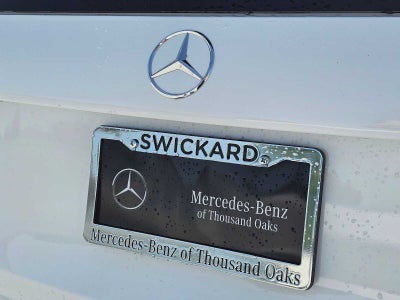 SWICKARD
Mercedes-Benz
of Thousand Oaks
Mercedes-Benz of Thousand Oaks